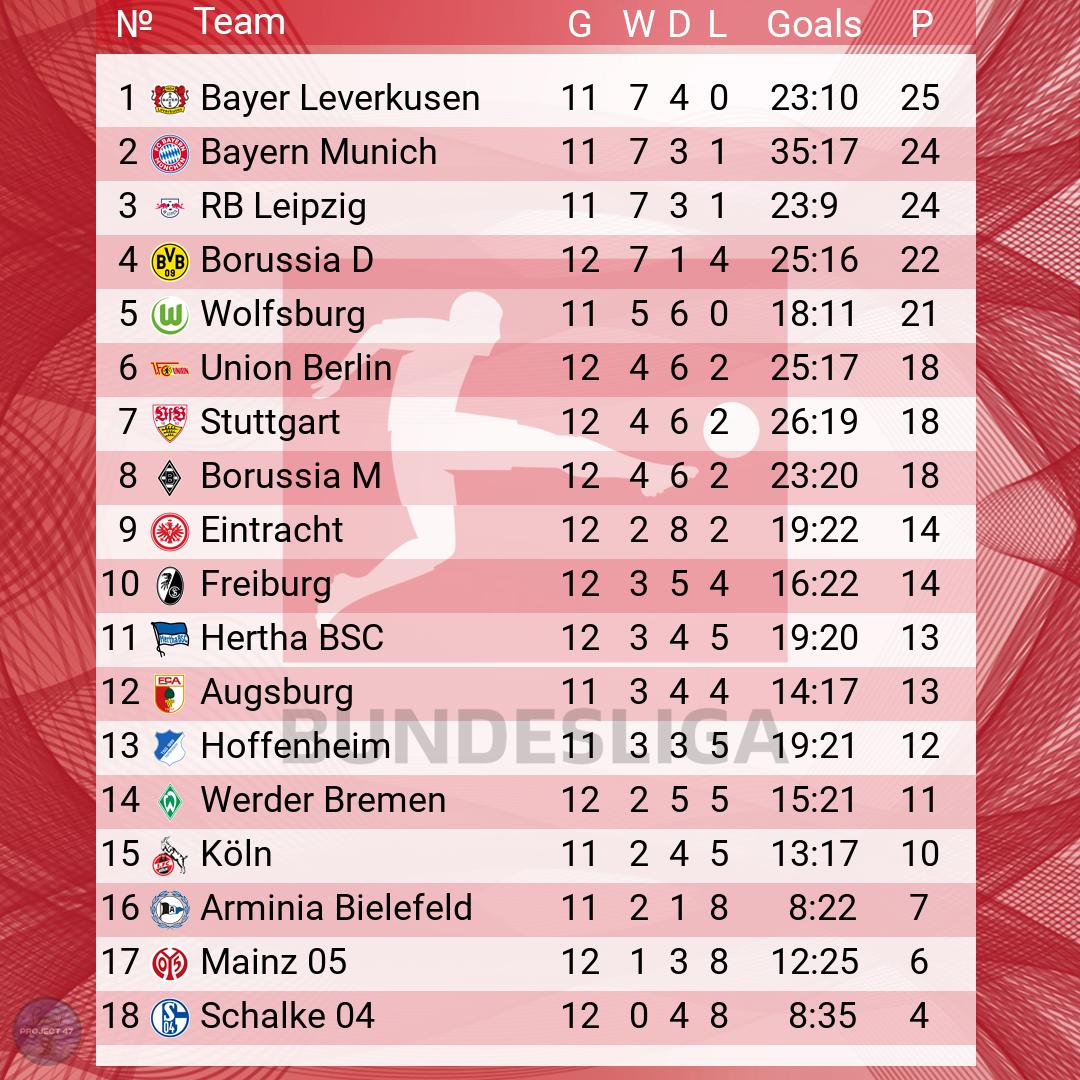 № Team G W D L Goals P
1 Bayer Leverkusen 11 7 4 0 23:10 25
2 Bayern Munich 11 7 3 1 35:17 24
3 RB Leipzig 11 7 3 1 23:9 24
4 Borussia D 12 7 1 4 25:16 22
5 Wolfsburg 11 5 6 0 18:11 21
6 Union Berlin 12 4 6 2 25:17 18
7 Stuttgart 12 4 6 2 26:19 18
8 Borussia M 12 4 6 2 23:20 18
9 Eintracht 12 2 8 2 19:22 14
10 Freiburg 12 3 5 4 16:22 14
11 Hertha BSC 12 3 4 5 19:20 13
12 Augsburg 11 3 4 4 14:17 13
BUNDESLIGA
13 Hoffenheim 11 3 3 5 19:21 12
14 Werder Bremen 12 2 5 5 15:21 11
15 Köln 11 2 4 5 13:17 10
16 Arminia Bielefeld 11 2 1 8 8:22 7
17 Mainz 05 12 1 3 8 12:25 6
18 Schalke 04 12 0 4 8 8:35 4
PROJECT 47